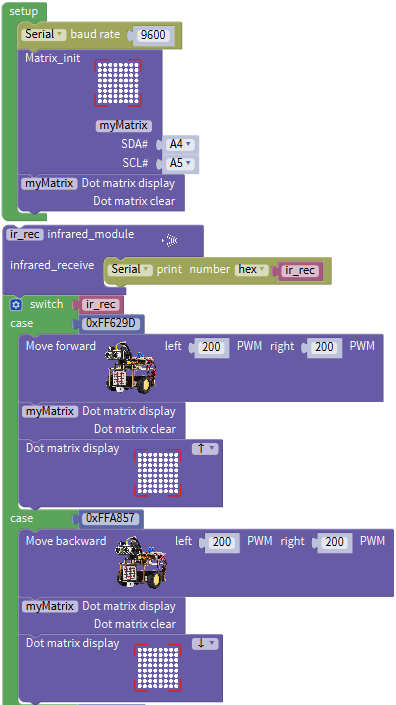 setup
Serial baud rate 9600
Matrix_init
myMatrix
SDA# A4
SCL# A5
myMatrix Dot matrix display
Dot matrix clear
ir_rec infrared_module
infrared_receive Serial print number hex ir_rec
switch ir_rec
case 0xFF629D
Move forward left 200 PWM right 200 PWM
myMatrix Dot matrix display
Dot matrix clear
Dot matrix display ↑
case 0xFFA857
Move backward left 200 PWM right 200 PWM
myMatrix Dot matrix display
Dot matrix clear
Dot matrix display ↓